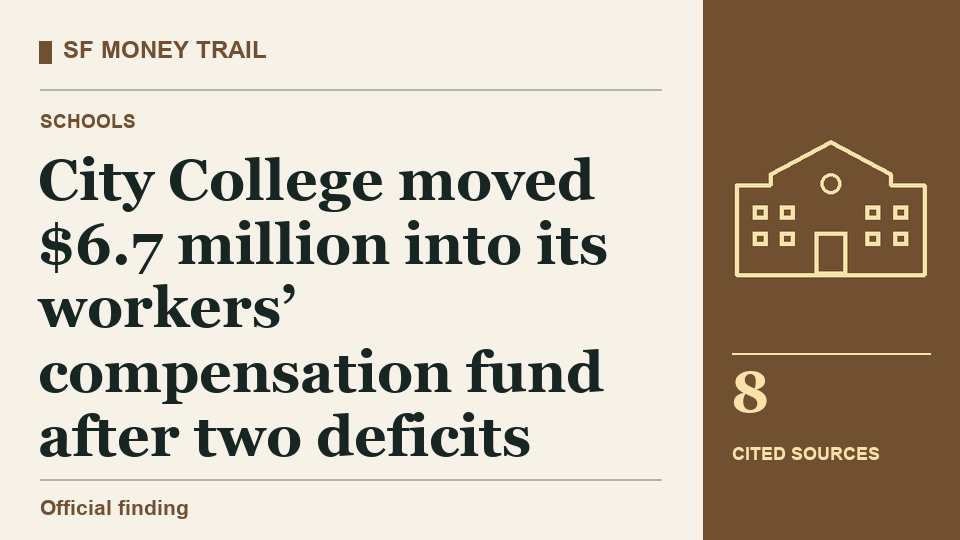 SF MONEY TRAIL
SCHOOLS
City College moved
$6.7 million into its
workers’
compensation fund
after two deficits
Official finding
8
CITED SOURCES